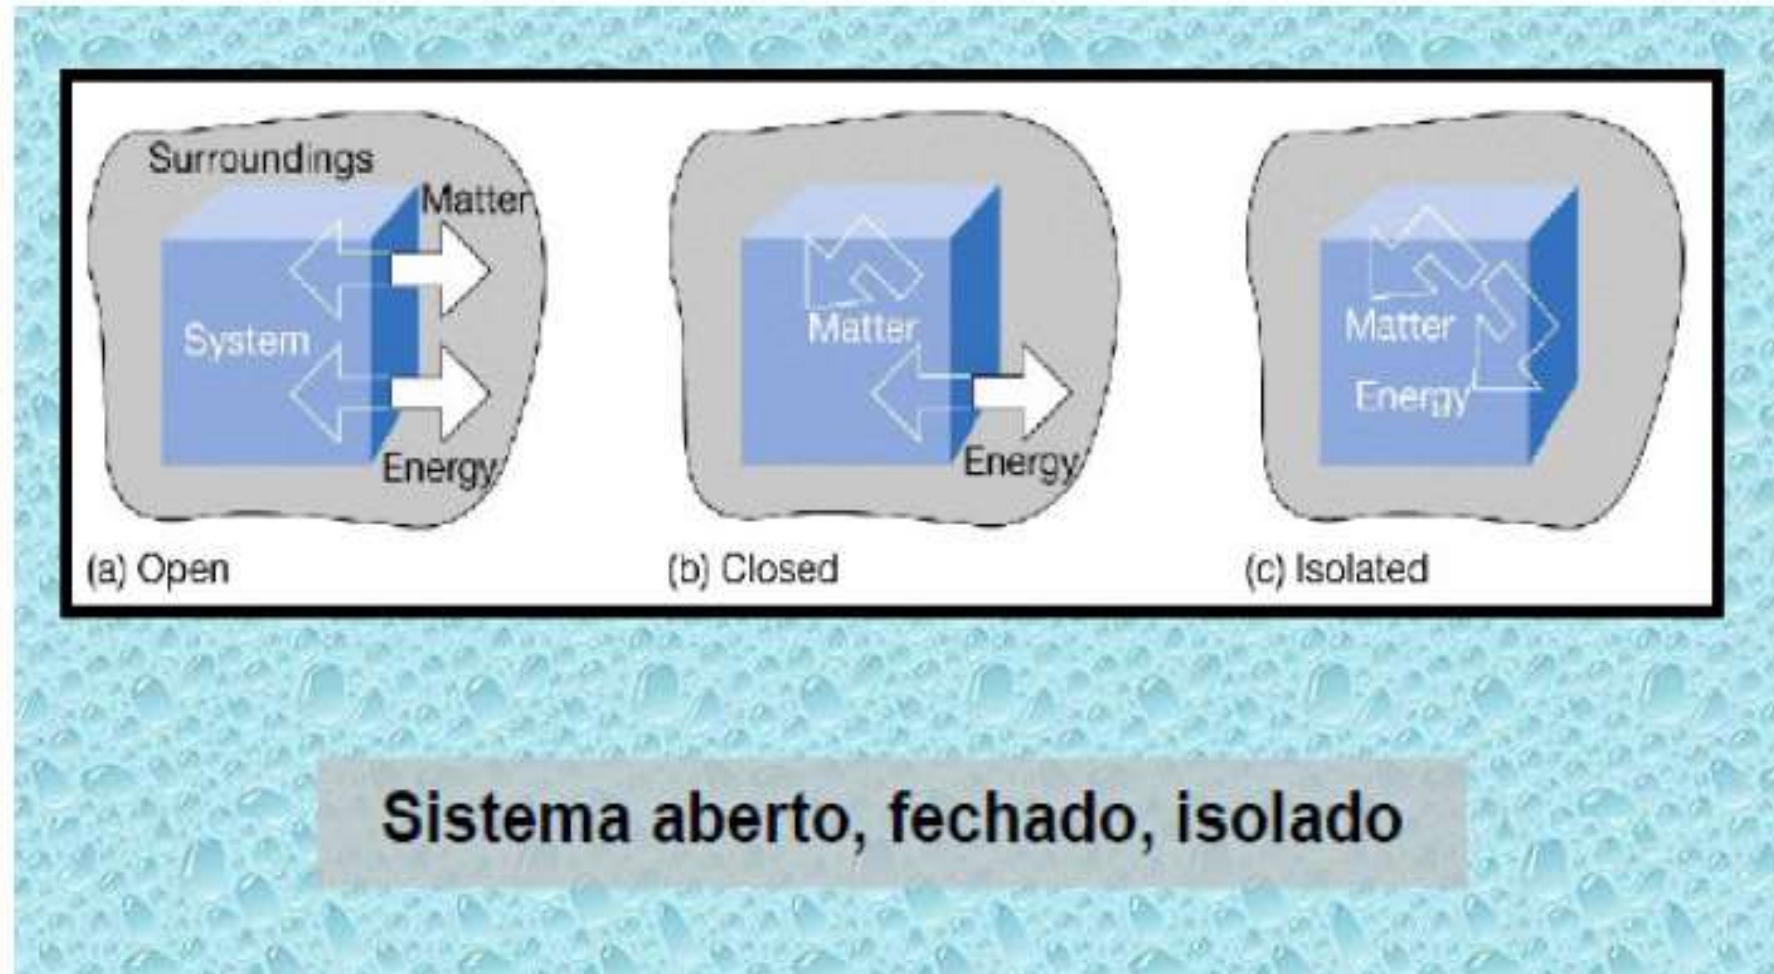 Surroundings
Matter
System
Energy
(a) Open
Matter
Energy
(b) Closed
Matter
Energy
(c) Isolated
Sistema aberto, fechado, isolado